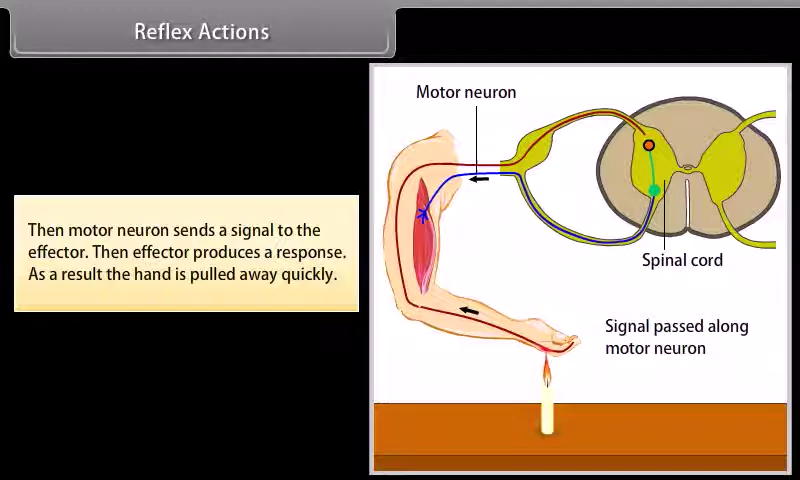 Reflex Actions
Motor neuron
Then motor neuron sends a signal to the
effector. Then effector produces a response.
As a result the hand is pulled away quickly.
Spinal cord
Signal passed along
motor neuron